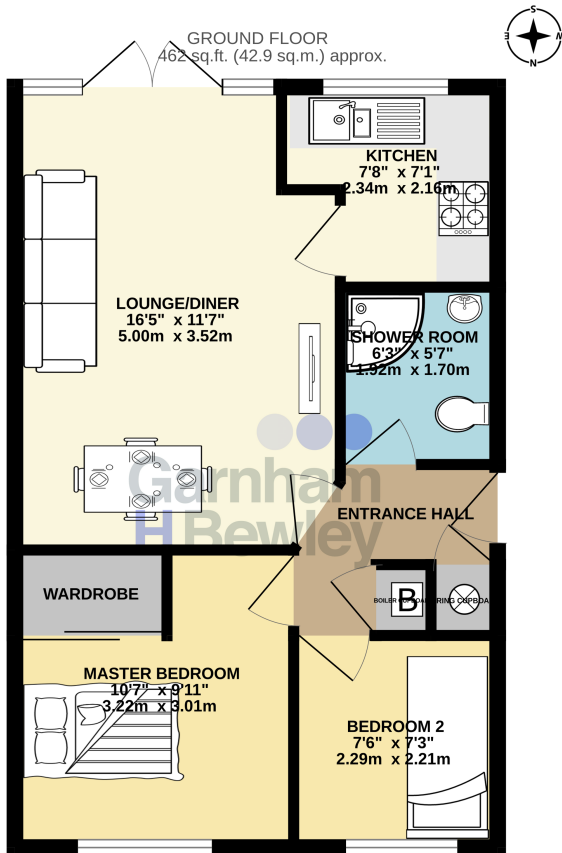 S
E
W
N
GROUND FLOOR
462 sq.ft. (42.9 sq.m.) approx.
KITCHEN
7'8" x 7'1"
2.34m x 2.16m
LOUNGE/DINER
16'5" x 11'7"
5.00m x 3.52m
SHOWER ROOM
6'3" x 5'7"
1.92m x 1.70m
Garnham
H Bewley
ENTRANCE HALL
WARDROBE
BOILER CUPBOARD
B
MASTER BEDROOM
10'7" x 9'11"
3.22m x 3.01m
BEDROOM 2
7'6" x 7'3"
2.29m x 2.21m